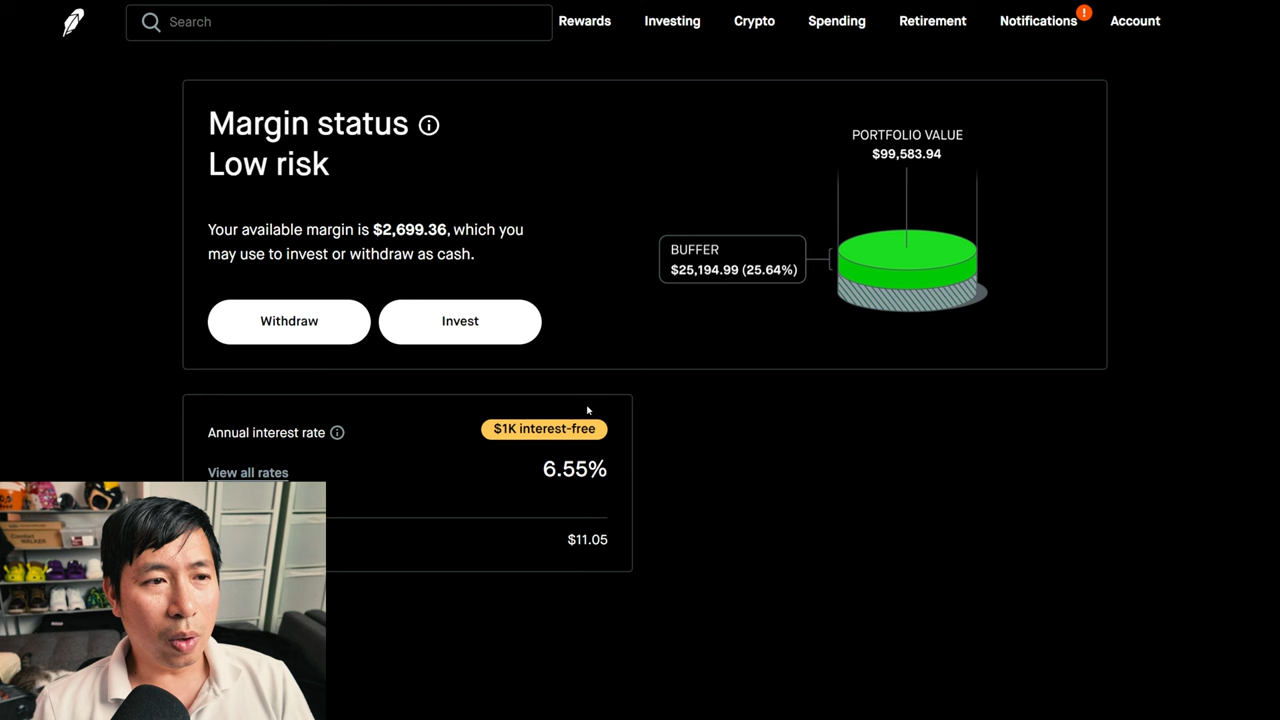 Search
Rewards
Investing
Crypto
Spending
Retirement
Notifications
!
Account
Margin status
Low risk
Your available margin is $2,699.36, which you
may use to invest or withdraw as cash.
Withdraw
Invest
PORTFOLIO VALUE
$99,583.94
BUFFER
$25,194.99 (25.64%)
Annual interest rate
$1K interest-free
View all rates
6.55%
$11.05
Comfort
WALKER